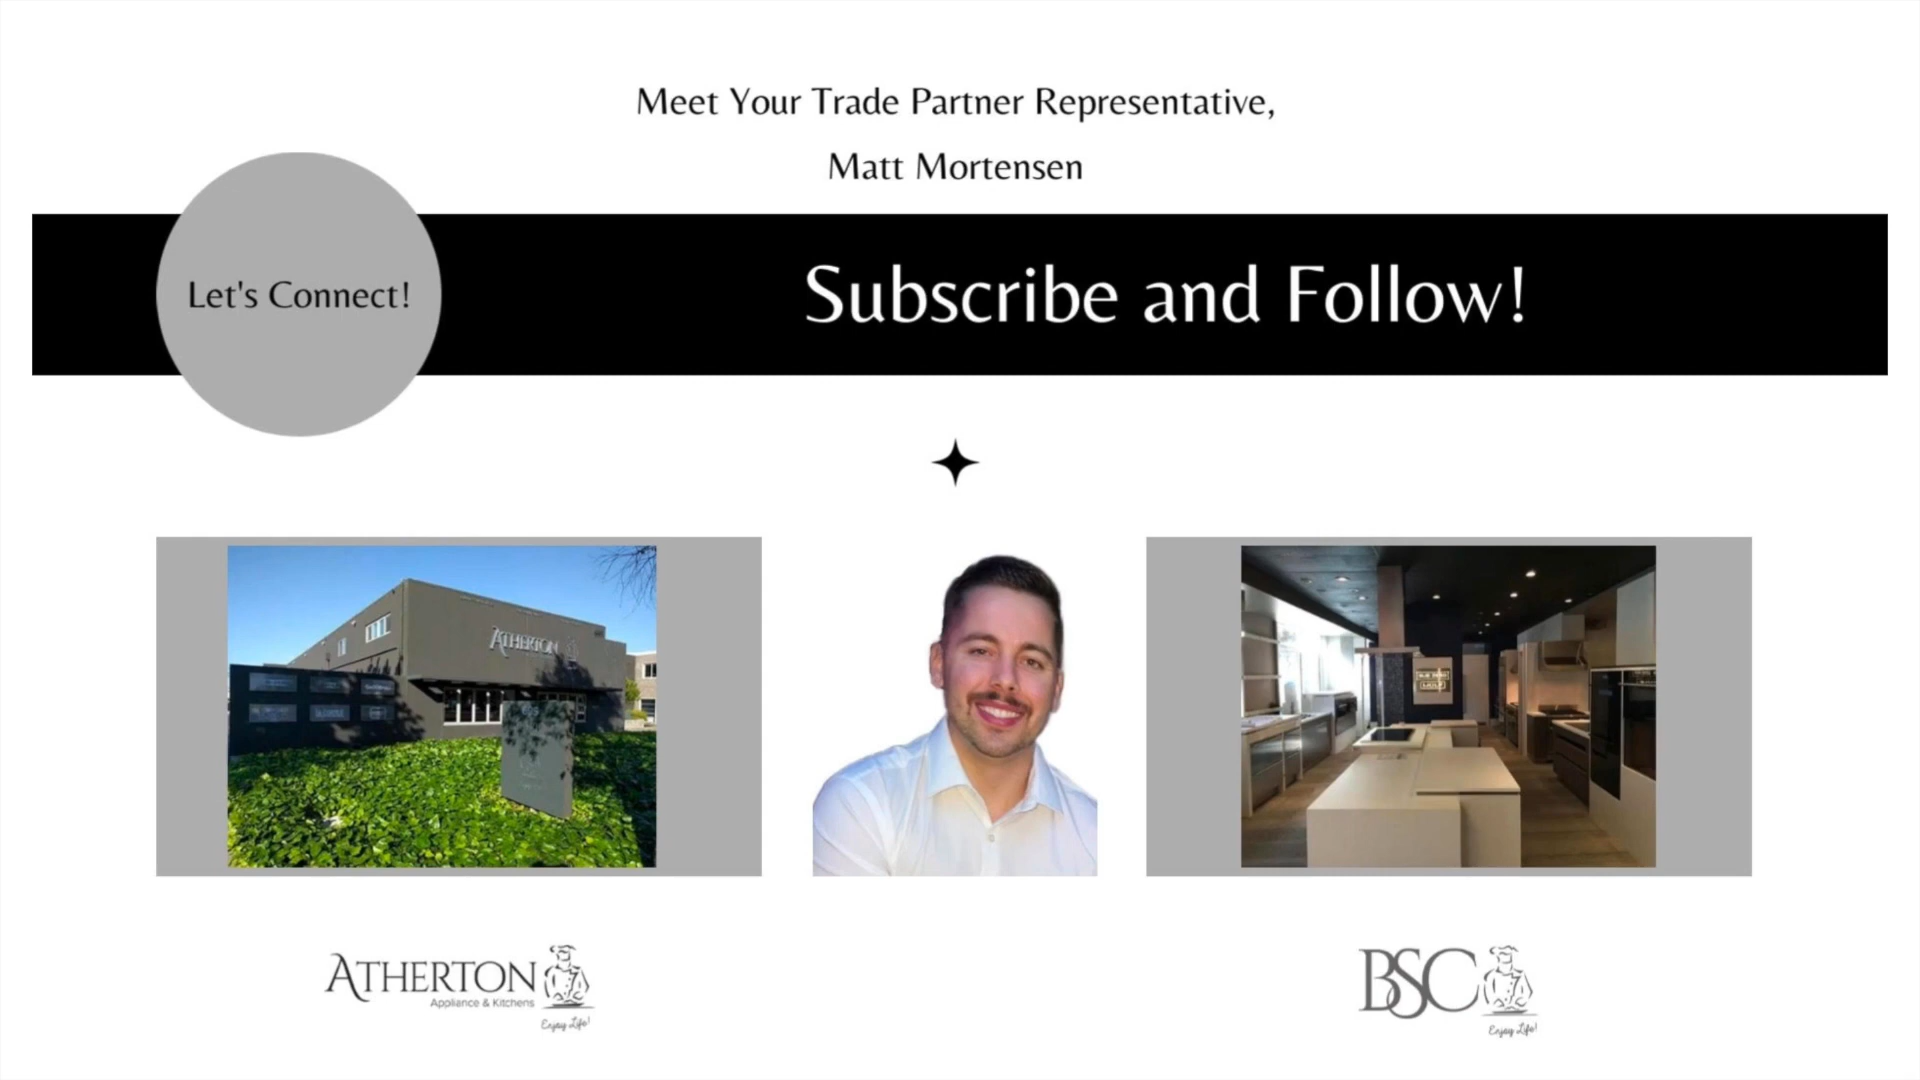 Meet Your Trade Partner Representative,
Matt Mortensen
Let's Connect!
Subscribe and Follow!
ATHERTON
ATHERTON
Appliance & Kitchens
Enjoy Life!
BSC
Enjoy Life!